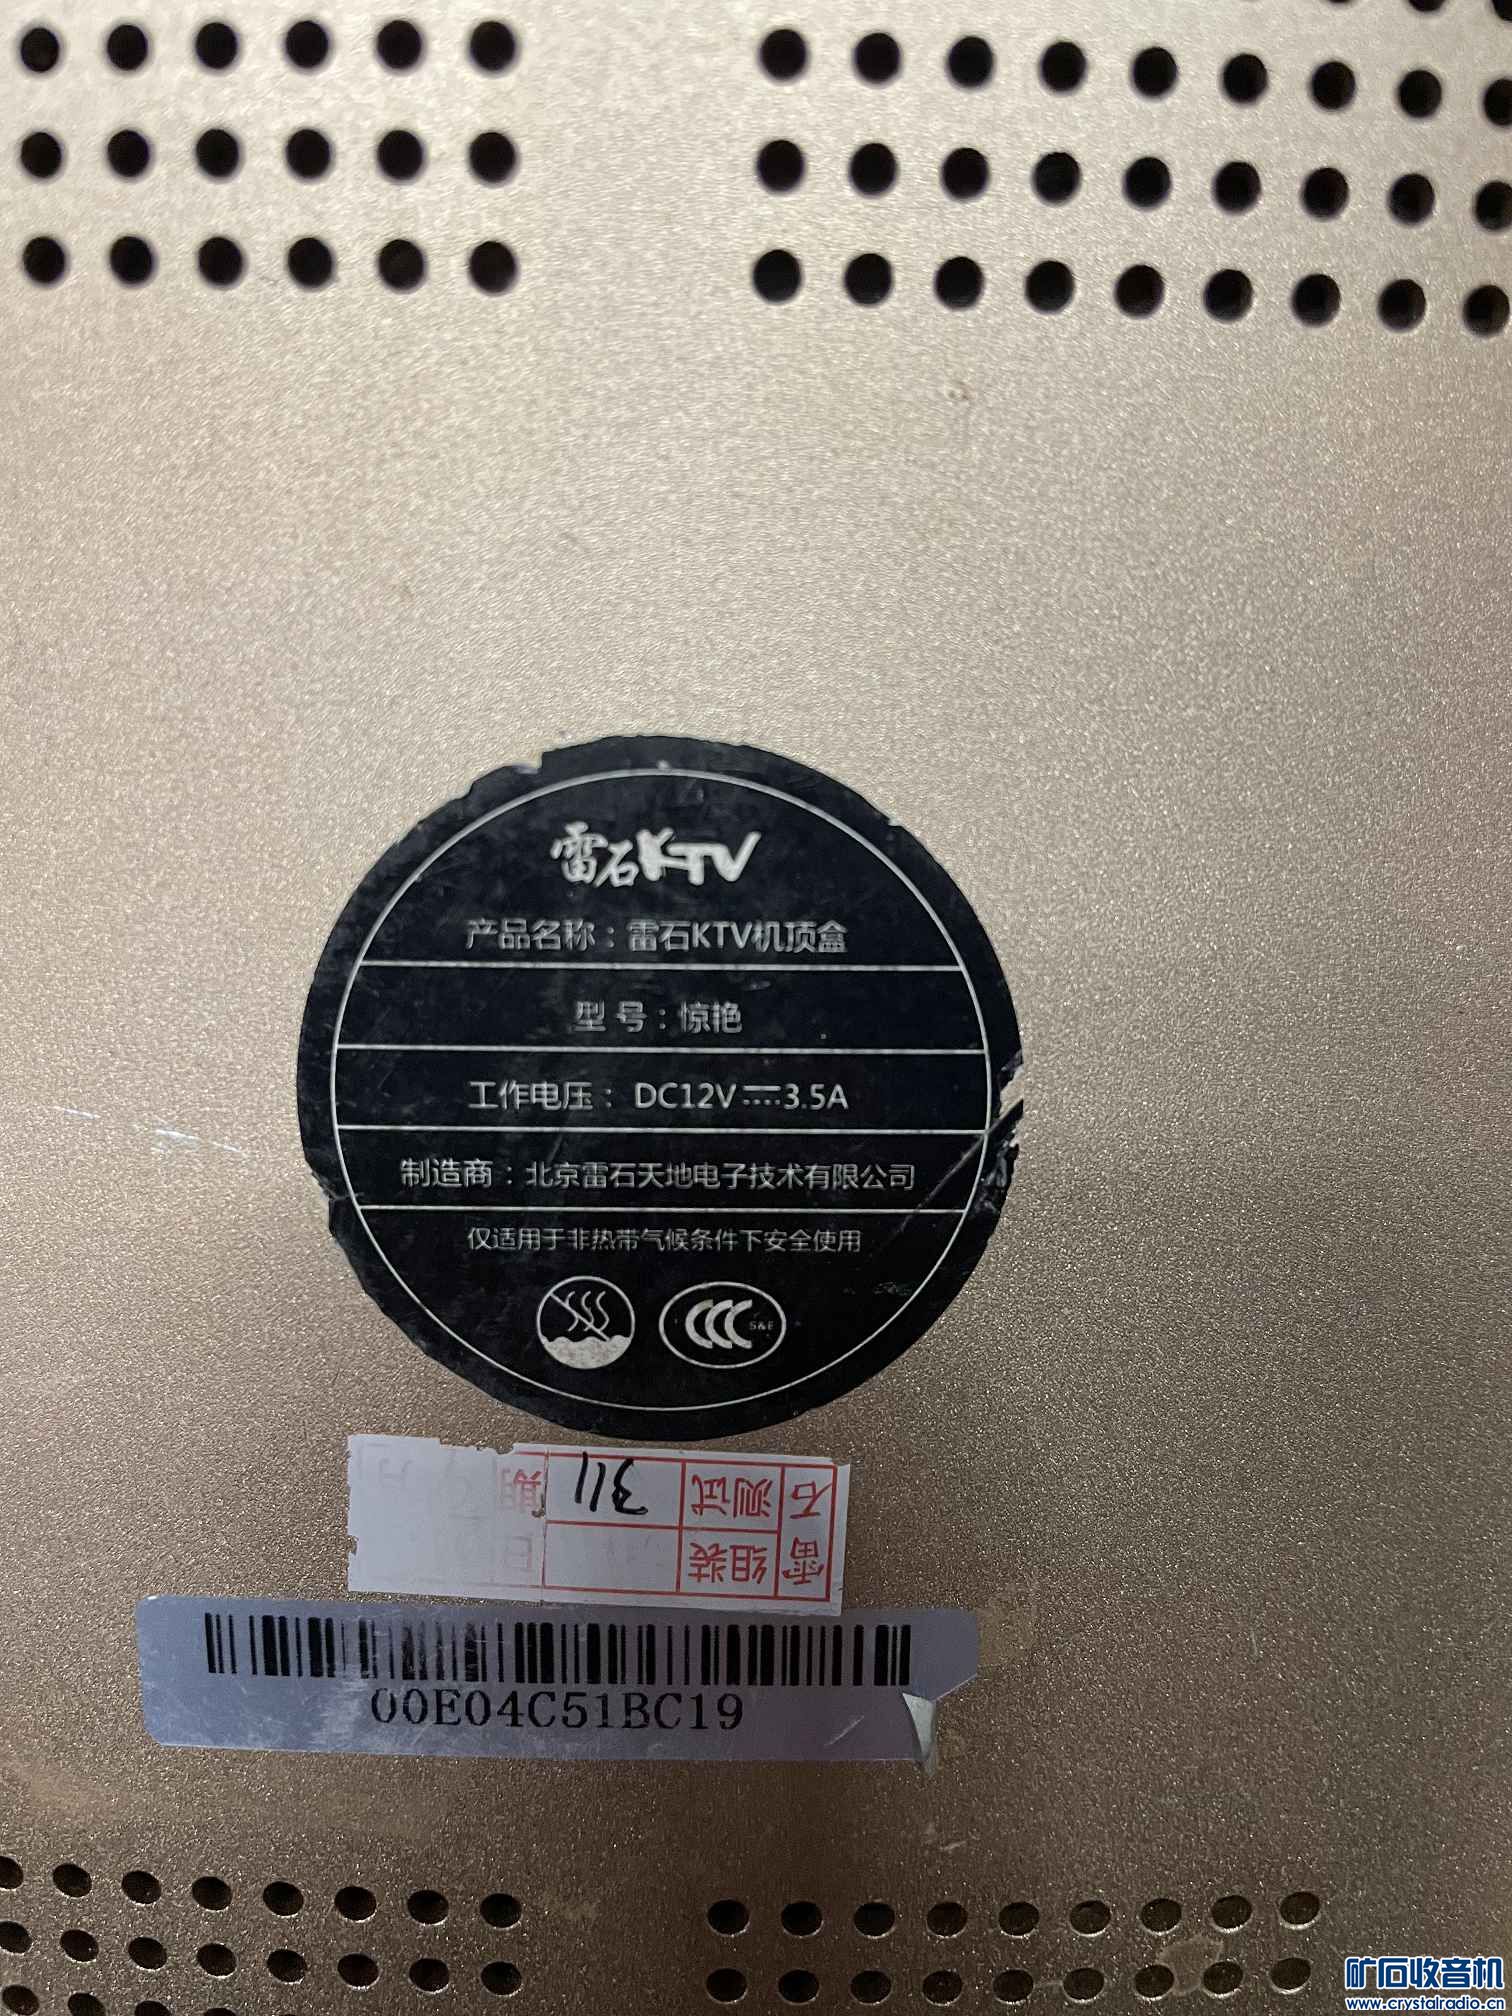 雷石KTV
产品名称：雷石KTV机顶盒
型 号：惊艳
工作电压： DC12V⎓3.5A
制造商：北京雷石天地电子技术有限公司
仅适用于非热带气候条件下安全使用
CCC S&E
雷石
组装
测试 311
日期
00E04C51BC19
矿石收音机
www.crystalradio.cn